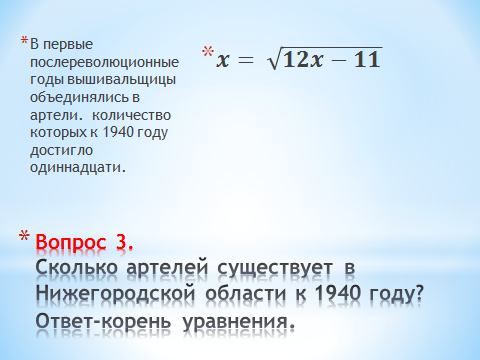 * В первые
послереволюционные
годы вышивальщицы
объединялись в
артели. количество
которых к 1940 году
достигло
одиннадцати.
* x = √12x − 11
* Вопрос 3.
Сколько артелей существует в
Нижегородской области к 1940 году?
Ответ-корень уравнения.